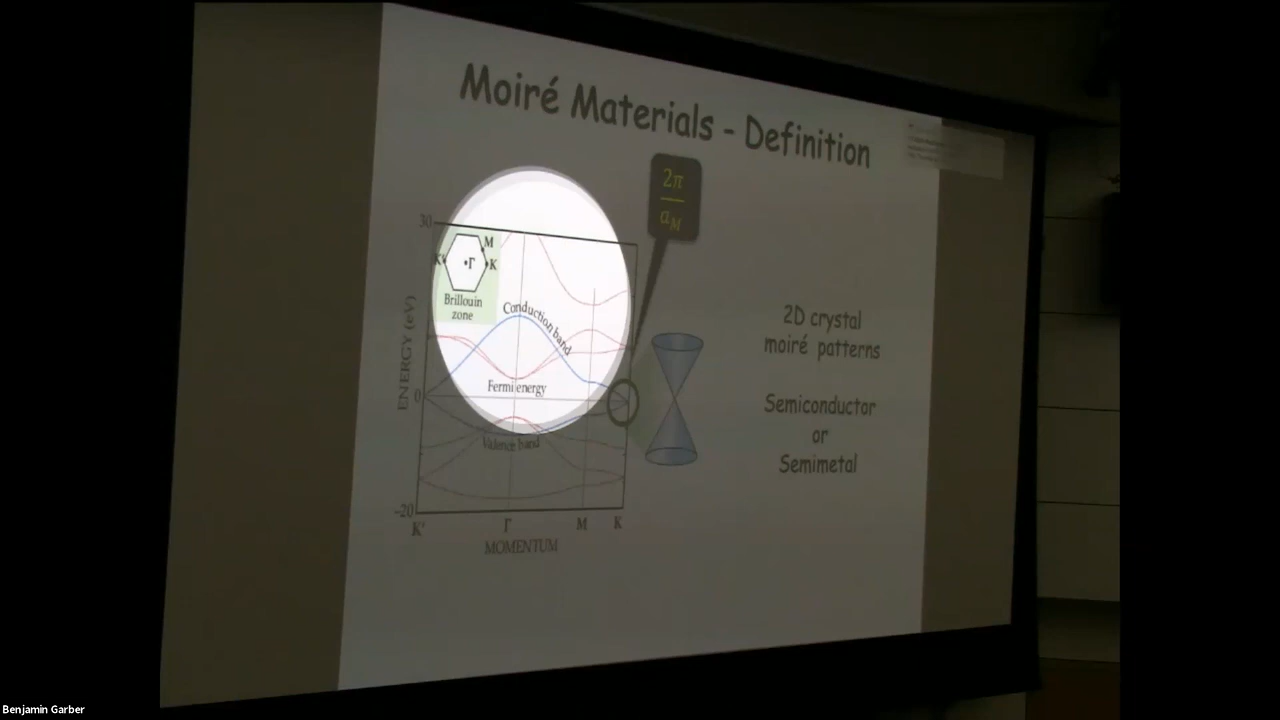 Moiré Materials - Definition
2π
a_M
30
M
K'
Γ
K
Brillouin
zone
Conduction band
ENERGY (eV)
Fermi energy
0
Valence band
-20
K'
Γ
M
K
MOMENTUM
2D crystal
moiré patterns
Semiconductor
or
Semimetal
Benjamin Garber